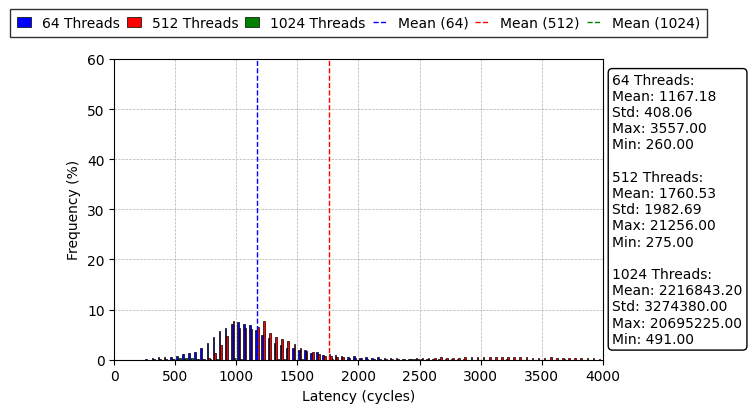 64 Threads 512 Threads 1024 Threads Mean (64) Mean (512) Mean (1024)
60
50
40
30
20
10
0
Frequency (%)
0 500 1000 1500 2000 2500 3000 3500 4000
Latency (cycles)
64 Threads:
Mean: 1167.18
Std: 408.06
Max: 3557.00
Min: 260.00
512 Threads:
Mean: 1760.53
Std: 1982.69
Max: 21256.00
Min: 275.00
1024 Threads:
Mean: 2216843.20
Std: 3274380.00
Max: 20695225.00
Min: 491.00